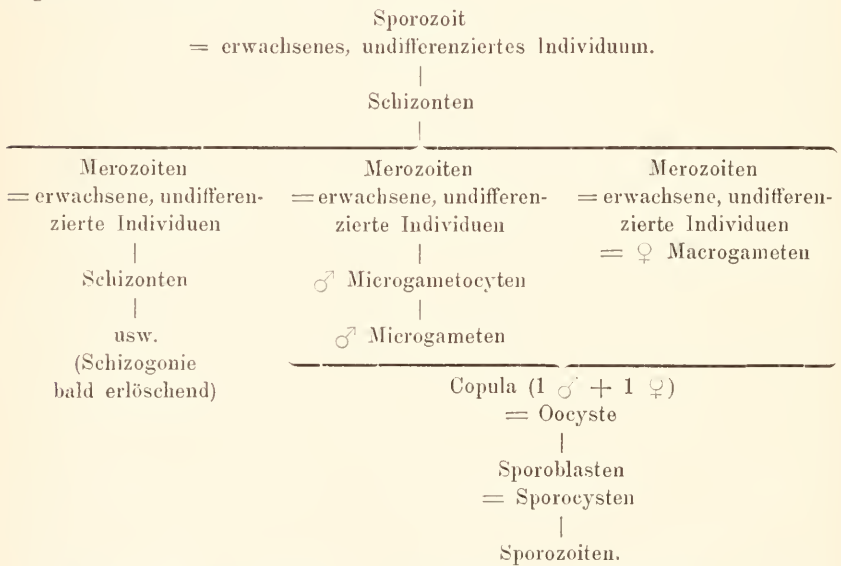 Sporozoit
= erwachsenes, undifferenziertes Individuum.
|
Schizonten
|
Merozoiten
= erwachsene, undifferen-
zierte Individuen
|
Schizonten
|
usw.
(Schizogonie
bald erlöschend)
Merozoiten
= erwachsene, undifferen-
zierte Individuen
|
♂ Microgametocyten
|
♂ Microgameten
Merozoiten
= erwachsene, undifferen-
zierte Individuen
= ♀ Macrogameten
Copula (1 ♂ + 1 ♀)
= Oocyste
|
Sporoblasten
= Sporocysten
|
Sporozoiten.